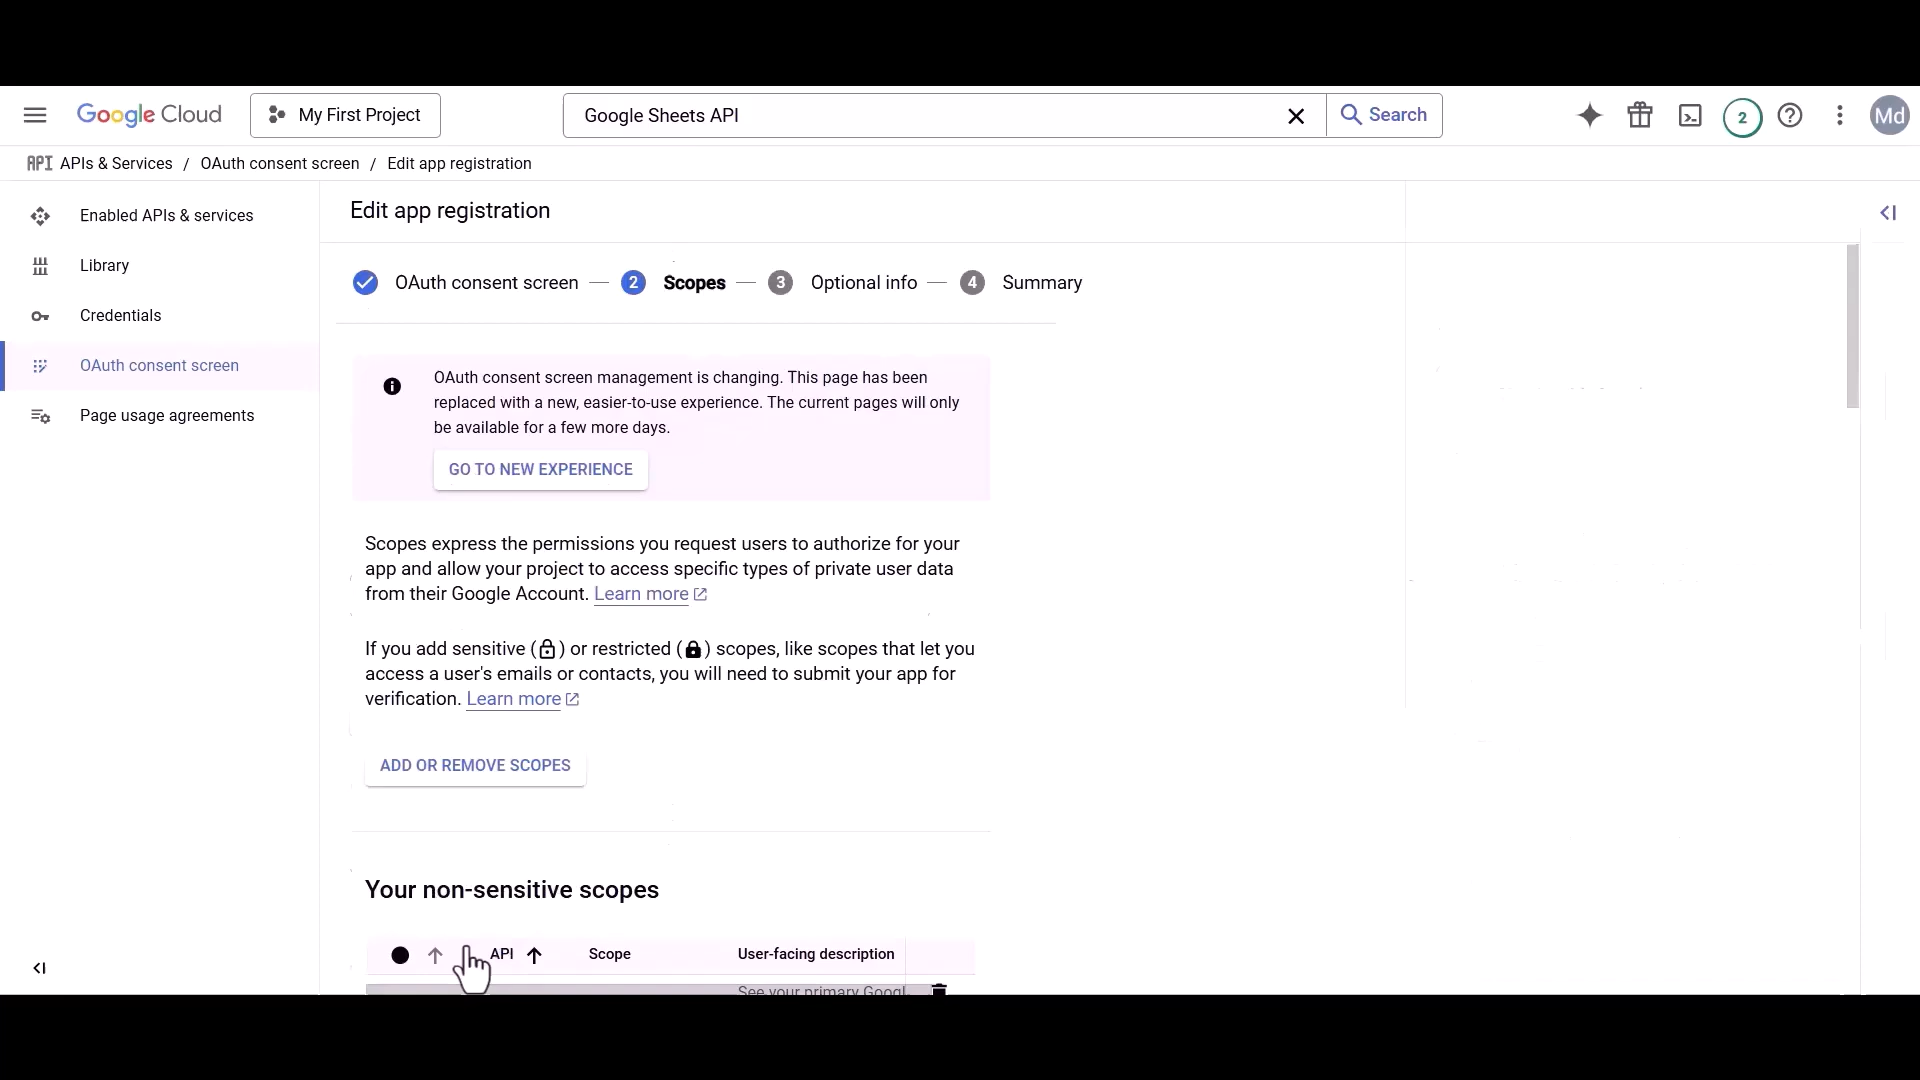 Google Cloud
My First Project
Google Sheets API
Search
2
Md
API APIs & Services / OAuth consent screen / Edit app registration
Enabled APIs & services
Library
Credentials
OAuth consent screen
Page usage agreements
Edit app registration
OAuth consent screen — 2 Scopes — 3 Optional info — 4 Summary
OAuth consent screen management is changing. This page has been
replaced with a new, easier-to-use experience. The current pages will only
be available for a few more days.
GO TO NEW EXPERIENCE
Scopes express the permissions you request users to authorize for your
app and allow your project to access specific types of private user data
from their Google Account. Learn more
If you add sensitive ( ) or restricted ( ) scopes, like scopes that let you
access a user's emails or contacts, you will need to submit your app for
verification. Learn more
ADD OR REMOVE SCOPES
Your non-sensitive scopes
API Scope User-facing description
See your primary Googl